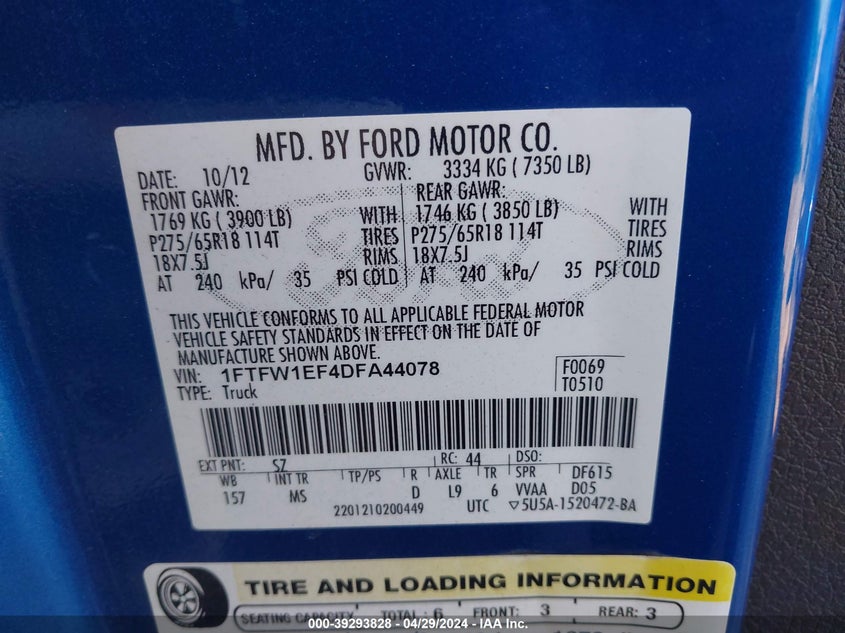 MFD. BY FORD MOTOR CO.
DATE: 10/12 GVWR: 3334 KG ( 7350 LB)
FRONT GAWR: REAR GAWR:
1769 KG ( 3900 LB) WITH 1746 KG ( 3850 LB) WITH
P275/65R18 114T TIRES P275/65R18 114T TIRES
18X7.5J RIMS 18X7.5J RIMS
AT 240 kPa/ 35 PSI COLD AT 240 kPa/ 35 PSI COLD
THIS VEHICLE CONFORMS TO ALL APPLICABLE FEDERAL MOTOR
VEHICLE SAFETY STANDARDS IN EFFECT ON THE DATE OF
MANUFACTURE SHOWN ABOVE.
VIN: 1FTFW1EF4DFA44078 F0069
TYPE: Truck T0510
EXT PNT: SZ RC: 44 DSO:
WB INT TR TP/PS R AXLE TR SPR DF615
157 MS D L9 6 VVAA D05
2201210200449 UTC ▽5U5A-1520472-BA
TIRE AND LOADING INFORMATION
SEATING CAPACITY TOTAL: 6 FRONT: 3 REAR: 3
000-39293828 - 04/29/2024 - IAA Inc.